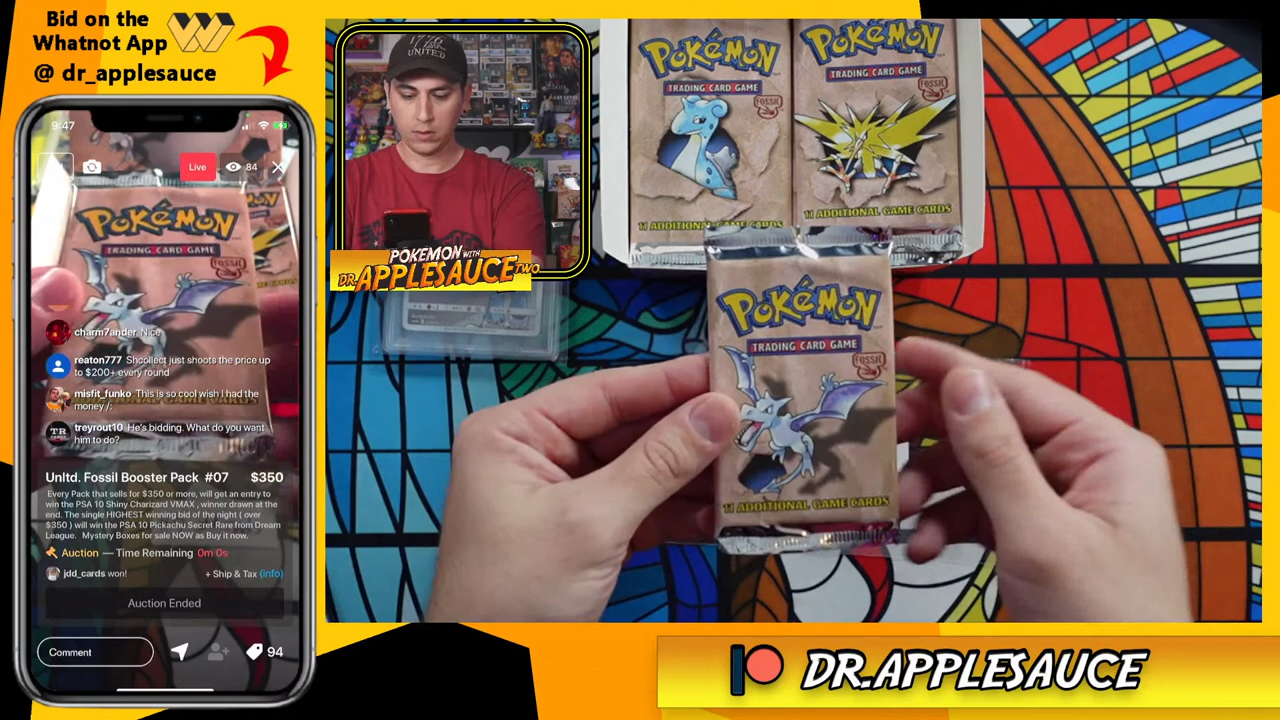 Bid on the
Whatnot App
@ dr_applesauce
9:47
Live
84
POKéMON
TRADING CARD GAME
FOSSIL
charm7ander Nice
reaton777 Shcollect just shoots the price up
to $200+ every round
misfit_funko This is so cool wish I had the
money /:
treyrout10 He's bidding. What do you want
him to do?
TR
Unltd. Fossil Booster Pack #07 $350
Every Pack that sells for $350 or more, will get an entry to
win the PSA 10 Shiny Charizard VMAX , winner drawn at the
end. The single HIGHEST winning bid of the night ( over
$350 ) will win the PSA 10 Pickachu Secret Rare from Dream
League. Mystery Boxes for sale NOW as Buy it now.
Auction — Time Remaining 0m 0s
jdd_cards won!
+ Ship & Tax (info)
Auction Ended
Comment
94
UNITED
POKEMON WITH
DR. APPLESAUCE TWO
POKéMON
TRADING CARD GAME
FOSSIL
11 ADDITIONAL GAME CARDS
POKéMON
TRADING CARD GAME
FOSSIL
11 ADDITIONAL GAME CARDS
POKéMON
TRADING CARD GAME
FOSSIL
11 ADDITIONAL GAME CARDS
DR.APPLESAUCE